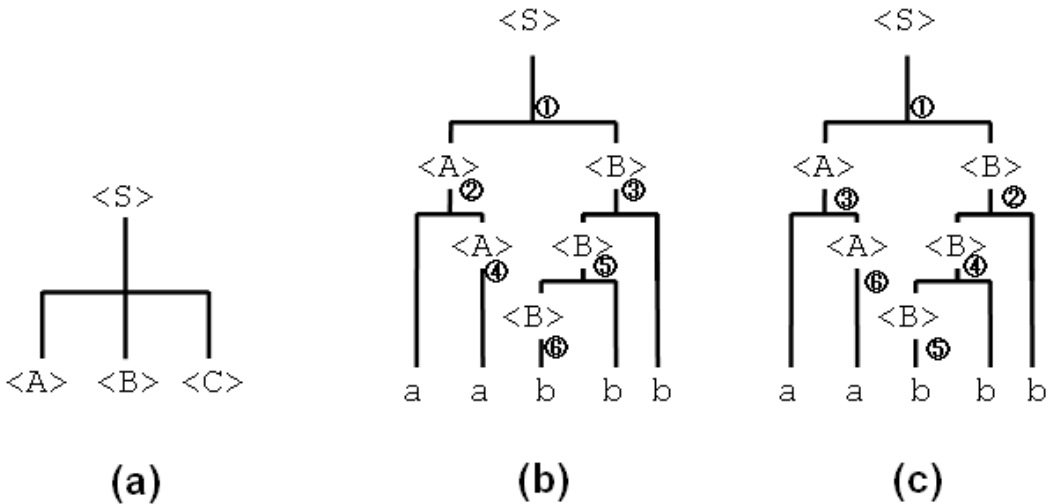 <S>
<A> <B> <C>
(a)
<S>
①
<A> <B>
② ③
<A> <B>
④ ⑤
<B>
⑥
a a b b b
(b)
<S>
①
<A> <B>
③ ②
<A> <B>
⑥ ④
<B>
⑤
a a b b b
(c)